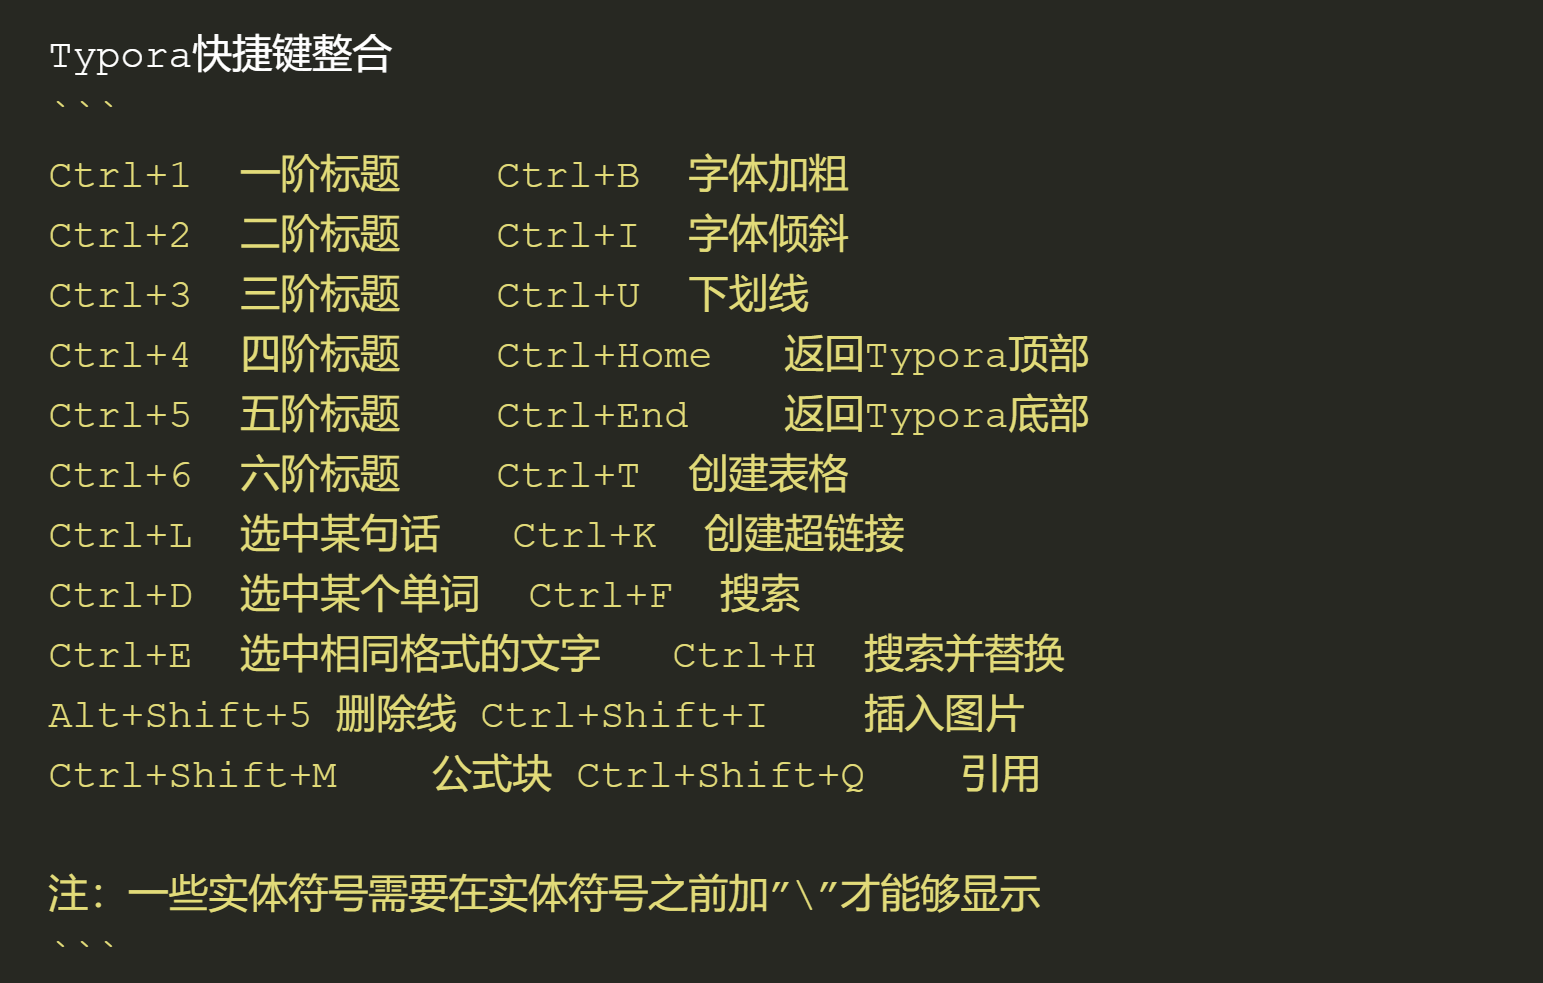 Typora快捷键整合
```
Ctrl+1  一阶标题    Ctrl+B  字体加粗
Ctrl+2  二阶标题    Ctrl+I  字体倾斜
Ctrl+3  三阶标题    Ctrl+U  下划线
Ctrl+4  四阶标题    Ctrl+Home   返回Typora顶部
Ctrl+5  五阶标题    Ctrl+End    返回Typora底部
Ctrl+6  六阶标题    Ctrl+T  创建表格
Ctrl+L  选中某句话   Ctrl+K  创建超链接
Ctrl+D  选中某个单词  Ctrl+F  搜索
Ctrl+E  选中相同格式的文字   Ctrl+H  搜索并替换
Alt+Shift+5 删除线 Ctrl+Shift+I    插入图片
Ctrl+Shift+M    公式块 Ctrl+Shift+Q    引用
注：一些实体符号需要在实体符号之前加”\”才能够显示
```